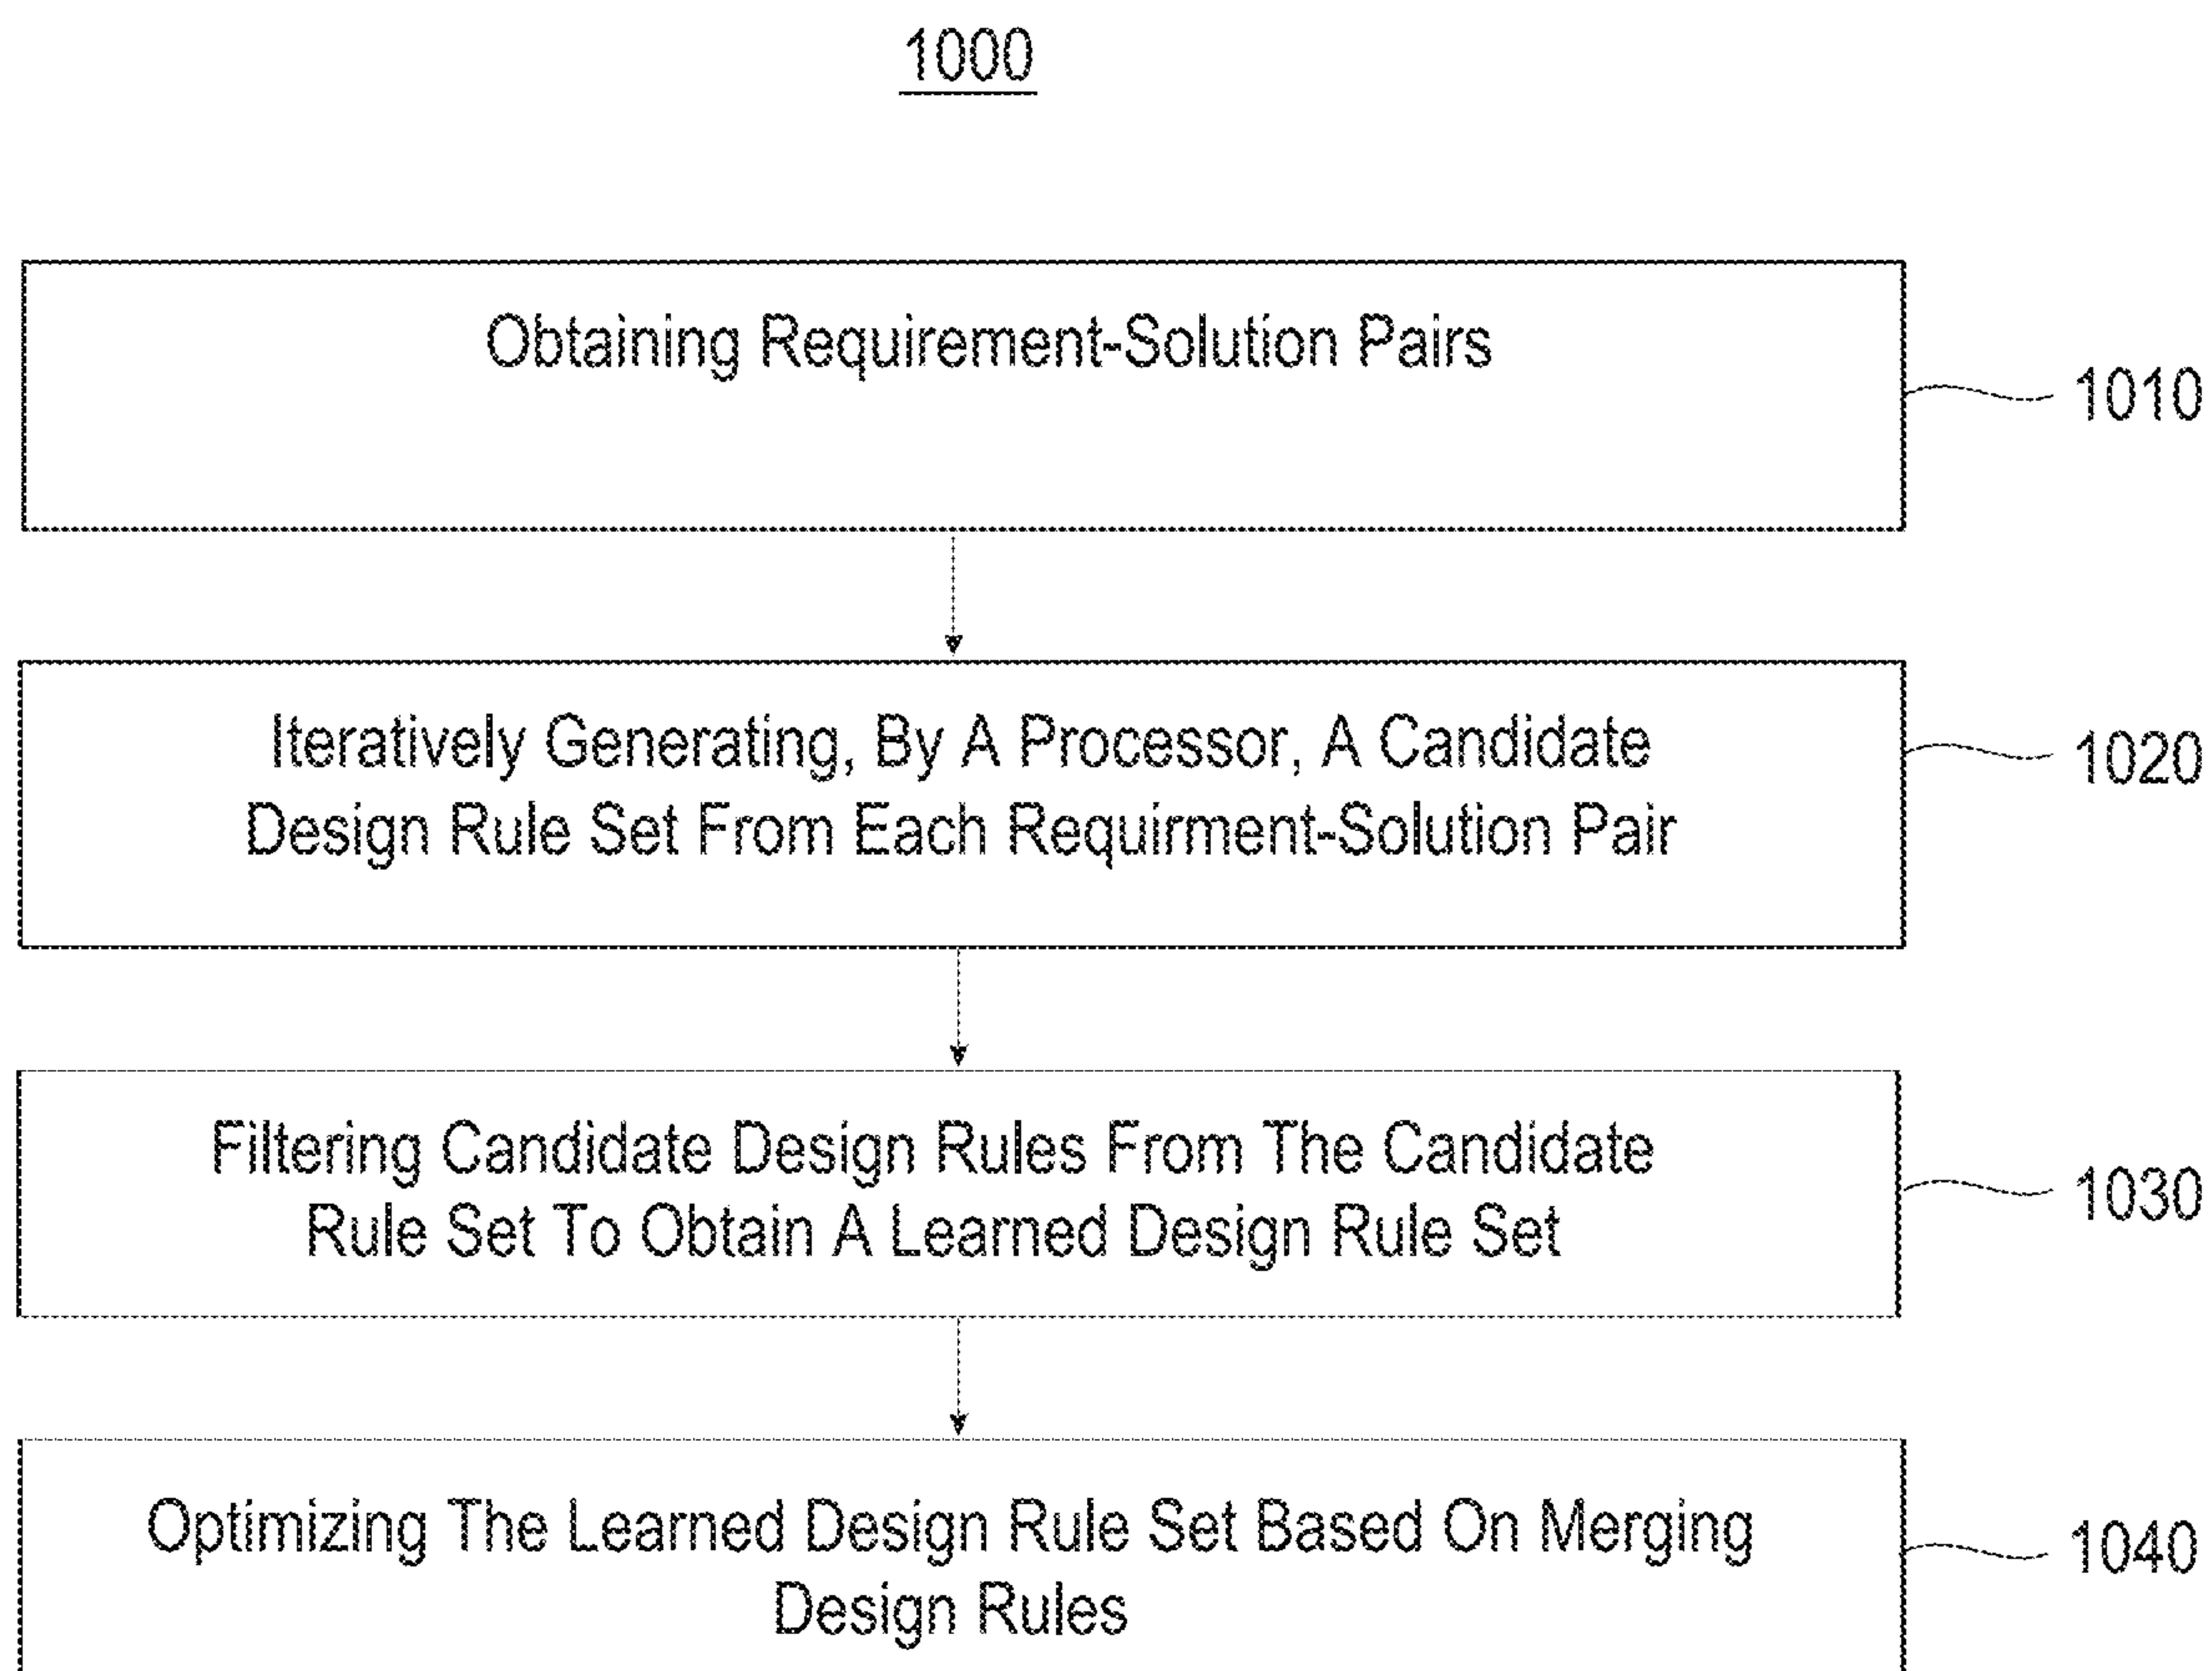 1000
Obtaining Requirement-Solution Pairs
1010
Iteratively Generating, By A Processor, A Candidate
Design Rule Set From Each Requirment-Solution Pair
1020
Filtering Candidate Design Rules From The Candidate
Rule Set To Obtain A Learned Design Rule Set
1030
Optimizing The Learned Design Rule Set Based On Merging
Design Rules
1040